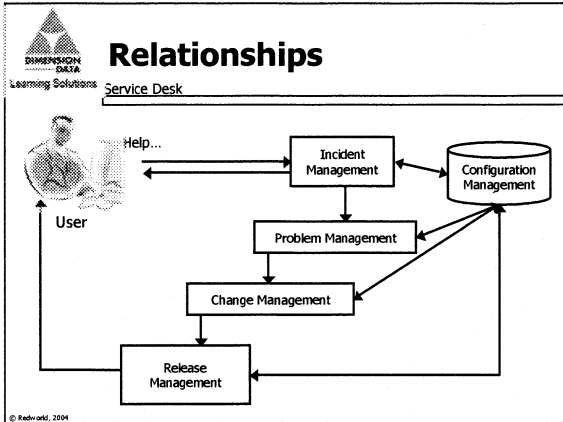 DIMENSION
DATA
Learning Solutions
Relationships
Service Desk
Help...
User
Incident
Management
Configuration
Management
Problem Management
Change Management
Release
Management
© Redworld, 2004